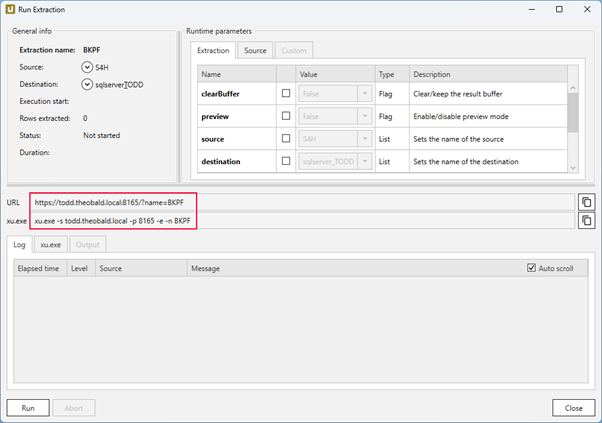 Run Extraction
General info
Extraction name: BKPF
Source: S4H
Destination: sqlserver_TODD
Execution start:
Rows extracted: 0
Status: Not started
Duration:
Runtime parameters
Extraction Source Custom
Name Value Type Description
clearBuffer False Flag Clear/keep the result buffer
preview False Flag Enable/disable preview mode
source S4H List Sets the name of the source
destination sqlserver_TODD List Sets the name of the destination
URL https://todd.theobald.local:8165/?name=BKPF
xu.exe xu.exe -s todd.theobald.local -p 8165 -e -n BKPF
Log xu.exe Output
Elapsed time Level Source Message Auto scroll
Run Abort Close